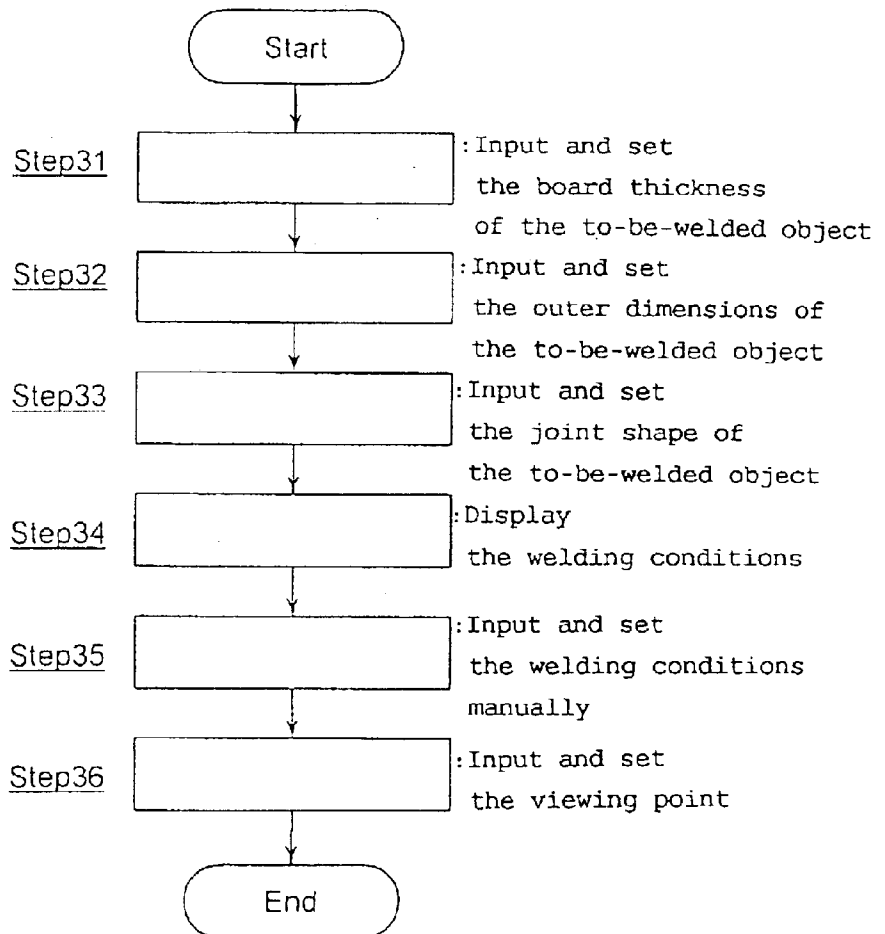 Start
Step31
:Input and set
the board thickness
of the to-be-welded object
Step32
:Input and set
the outer dimensions of
the to-be-welded object
Step33
:Input and set
the joint shape of
the to-be-welded object
Step34
:Display
the welding conditions
Step35
:Input and set
the welding conditions
manually
Step36
:Input and set
the viewing point
End